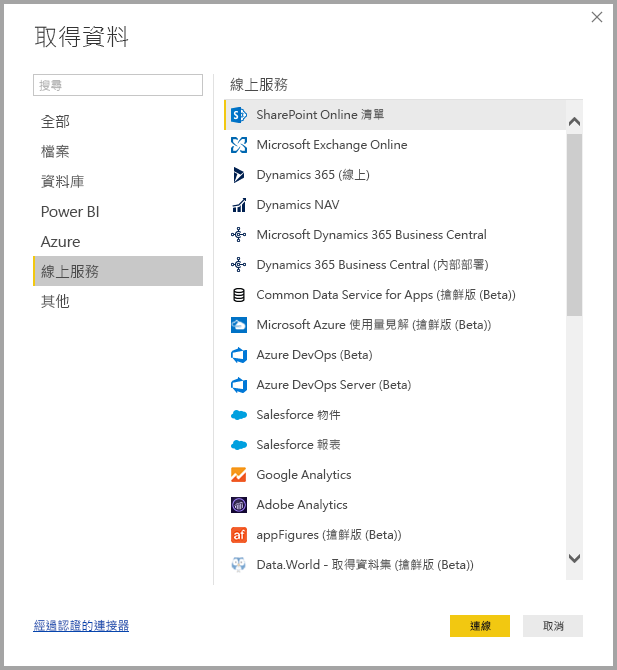 取得資料
搜尋
全部
檔案
資料庫
Power BI
Azure
線上服務
其他
線上服務
SharePoint Online 清單
Microsoft Exchange Online
Dynamics 365 (線上)
Dynamics NAV
Microsoft Dynamics 365 Business Central
Dynamics 365 Business Central (內部部署)
Common Data Service for Apps (搶鮮版 (Beta))
Microsoft Azure 使用量見解 (搶鮮版 (Beta))
Azure DevOps (Beta)
Azure DevOps Server (Beta)
Salesforce 物件
Salesforce 報表
Google Analytics
Adobe Analytics
af appFigures (搶鮮版 (Beta))
Data.World - 取得資料集 (搶鮮版 (Beta))
經過認證的連接器
連線
取消